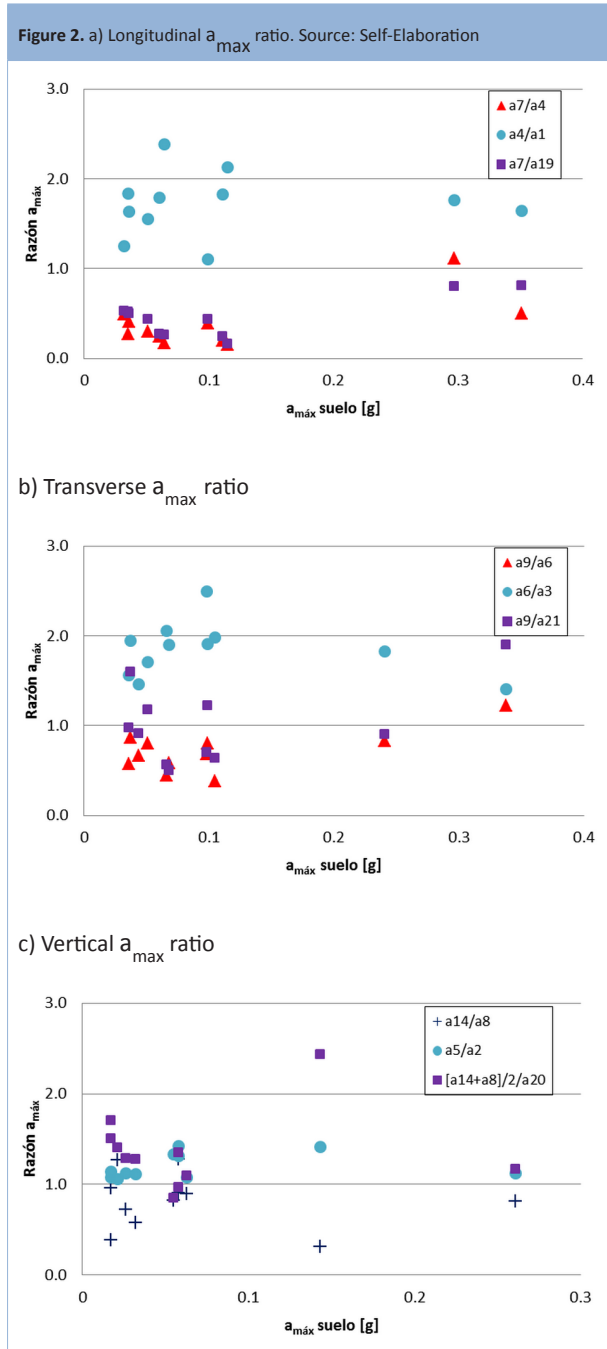 Figure 2. a) Longitudinal a max ratio. Source: Self-Elaboration
3.0
2.0
1.0
0.0
Razón amáx
a7/a4
a4/a1
a7/a19
0
0.1
0.2
0.3
0.4
amáx suelo [g]
b) Transverse a max ratio
3.0
2.0
1.0
0.0
Razón amáx
a9/a6
a6/a3
a9/a21
0
0.1
0.2
0.3
0.4
amáx suelo [g]
c) Vertical a max ratio
3.0
2.0
1.0
0.0
Razón amáx
a14/a8
a5/a2
[a14+a8]/2/a20
0
0.1
0.2
0.3
amáx suelo [g]